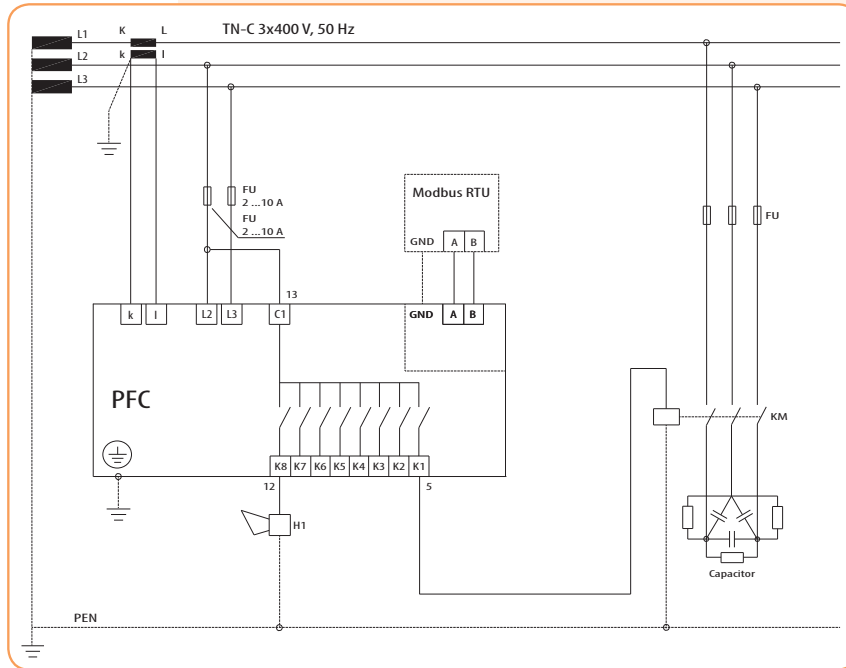 TN-C 3x400 V, 50 Hz
L1 K L
L2 k l
L3
FU
2 ...10 A
FU
2 ...10 A
Modbus RTU
GND A B
FU
13
k l L2 L3 C1 GND A B
PFC
KM
K8 K7 K6 K5 K4 K3 K2 K1
12 5
H1
Capacitor
PEN